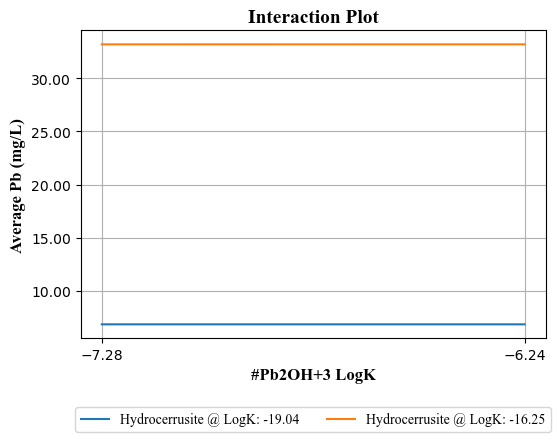 Interaction Plot
Average Pb (mg/L)
30.00
25.00
20.00
15.00
10.00
−7.28
−6.24
#Pb2OH+3 LogK
Hydrocerrusite @ LogK: -19.04
Hydrocerrusite @ LogK: -16.25